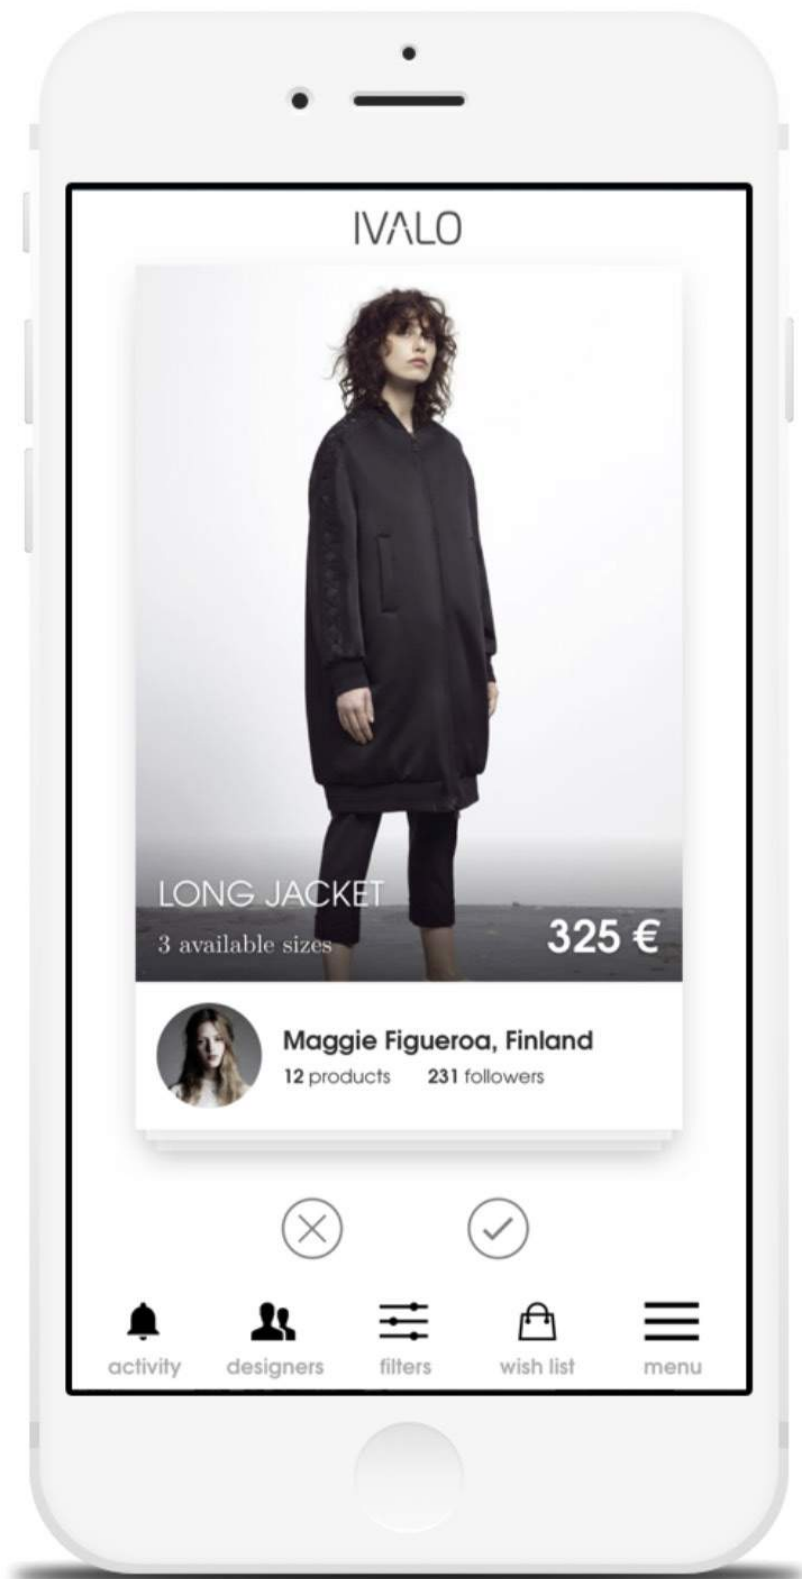 IVALO
LONG JACKET
3 available sizes
325 €
Maggie Figueroa, Finland
12 products 231 followers
activity designers filters wish list menu